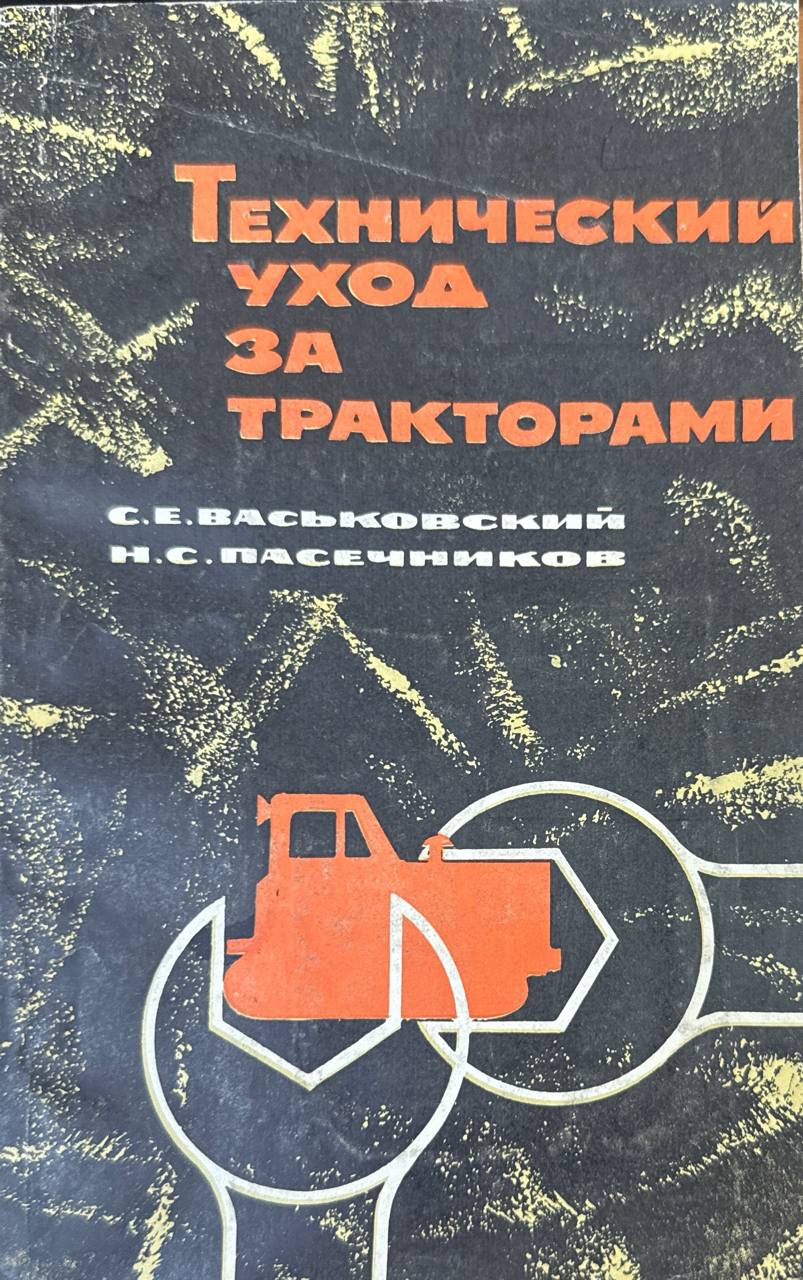 Технический
уход
за
тракторами
С.Е.Васьковский
Н.С.Пасечников